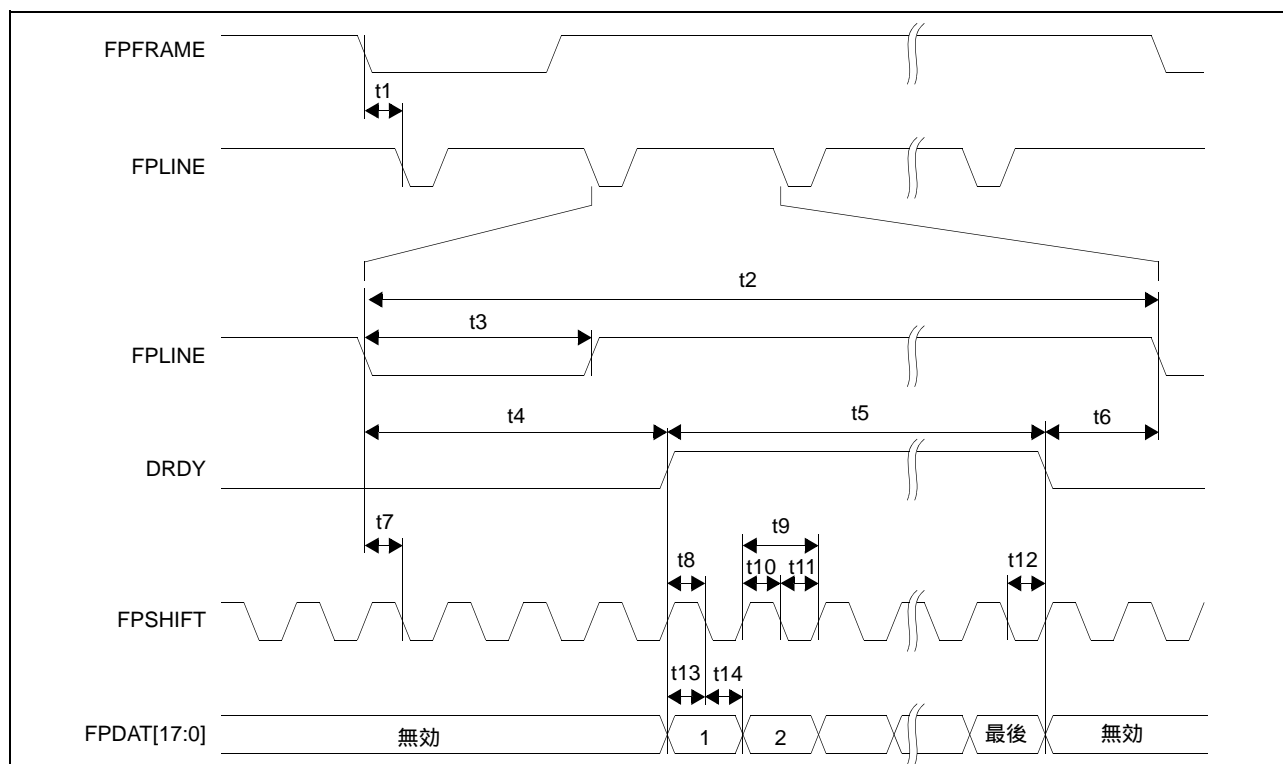 FPFRAME
t1
FPLINE
t2
t3
FPLINE
t4
t5
t6
DRDY
t7
t9
t8
t10
t11
t12
FPSHIFT
t13
t14
FPDAT[17:0]
無効
1
2
最後
無効